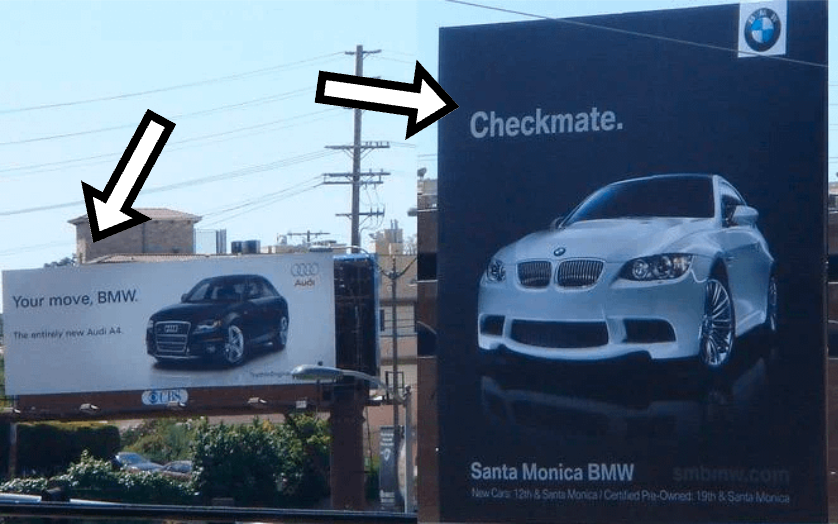 Your move, BMW.
The entirely new Audi A4.
Audi
CBS
BMW
Checkmate.
Santa Monica BMW
smbmw.com
New Cars: 12th & Santa Monica / Certified Pre-Owned: 19th & Santa Monica